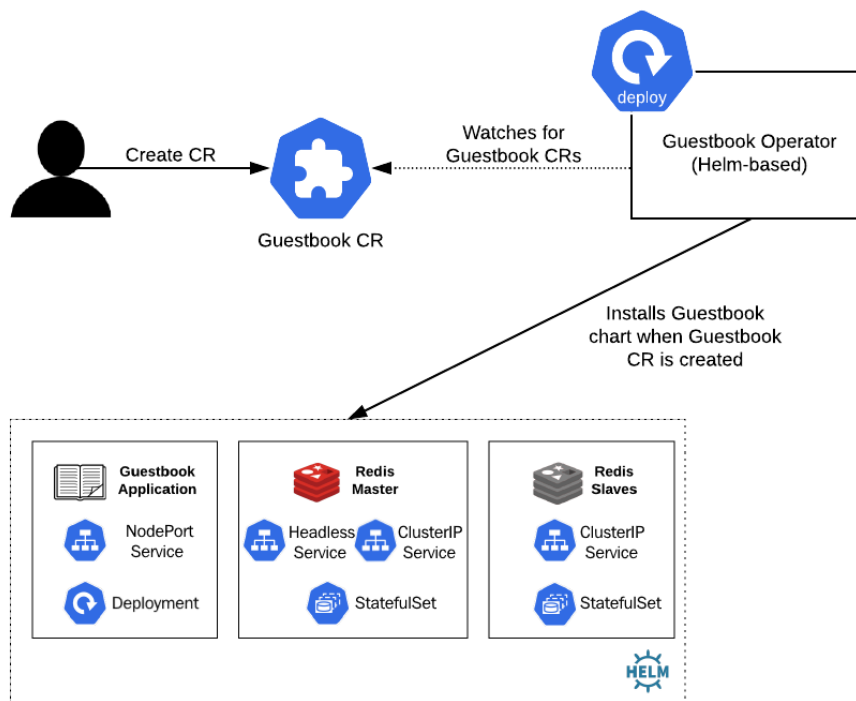 deploy
Guestbook Operator
(Helm-based)
Watches for
Guestbook CRs
Create CR
Guestbook CR
Installs Guestbook
chart when Guestbook
CR is created
Guestbook
Application
NodePort
Service
Deployment
Redis
Master
Headless
Service
ClusterIP
Service
StatefulSet
Redis
Slaves
ClusterIP
Service
StatefulSet
HELM